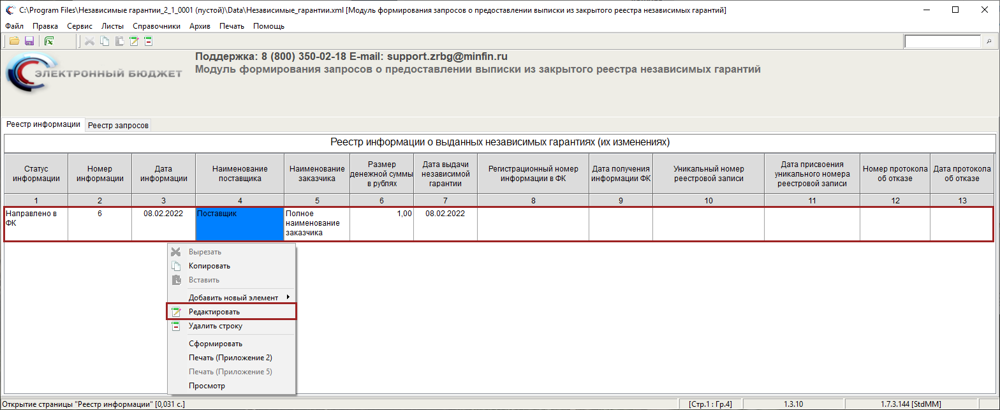 C:\Program Files\Независимые гарантии_2_1_0001 (пустой)\Data\Независимые_гарантии.xml [Модуль формирования запросов о предоставлении выписки из закрытого реестра независимых гарантий]
Файл Правка Сервис Листы Справочники Архив Печать Помощь
ЭЛЕКТРОННЫЙ БЮДЖЕТ
Поддержка: 8 (800) 350-02-18 E-mail: support.zrbg@minfin.ru
Модуль формирования запросов о предоставлении выписки из закрытого реестра независимых гарантий
Реестр информации Реестр запросов
Реестр информации о выданных независимых гарантиях (их изменениях)
Статус информации
Номер информации
Дата информации
Наименование поставщика
Наименование заказчика
Размер денежной суммы в рублях
Дата выдачи независимой гарантии
Регистрационный номер информации в ФК
Дата получения информации ФК
Уникальный номер реестровой записи
Дата присвоения уникального номера реестровой записи
Номер протокола об отказе
Дата протокола об отказе
1 2 3 4 5 6 7 8 9 10 11 12 13
Направлено в ФК
6
08.02.2022
Поставщик
Полное наименование заказчика
1,00
08.02.2022
Вырезать
Копировать
Вставить
Добавить новый элемент
Редактировать
Удалить строку
Сформировать
Печать (Приложение 2)
Печать (Приложение 5)
Просмотр
Открытие страницы "Реестр информации" [0,031 с.]
[Стр.1 : Гр.4]
1.3.10
1.7.3.144 [StdMM]